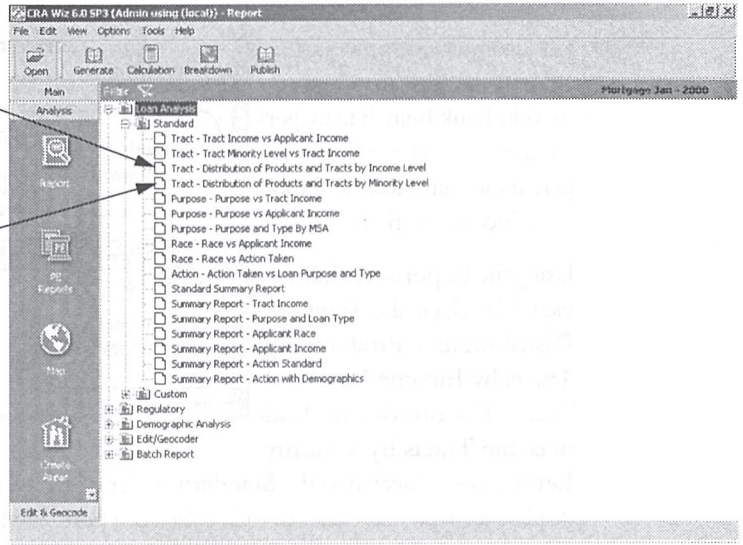 CRA Wiz 6.0 SP3 (Admin using (local)) - Report
File Edit View Options Tools Help
Open Generate Calculation Breakdown Publish
Main
Filter
Mortgage Jan - 2000
Analysis
Loan Analysis
Standard
Tract - Tract Income vs Applicant Income
Tract - Tract Minority Level vs Tract Income
Tract - Distribution of Products and Tracts by Income Level
Tract - Distribution of Products and Tracts by Minority Level
Purpose - Purpose vs Tract Income
Purpose - Purpose vs Applicant Income
Purpose - Purpose and Type By MSA
Race - Race vs Applicant Income
Race - Race vs Action Taken
Action - Action Taken vs Loan Purpose and Type
Standard Summary Report
Summary Report - Tract Income
Summary Report - Purpose and Loan Type
Summary Report - Applicant Race
Summary Report - Applicant Income
Summary Report - Action Standard
Summary Report - Action with Demographics
Custom
Regulatory
Demographic Analysis
Edit/Geocoder
Batch Report
Report
PE
Reports
Map
Create
Edit & Geocode